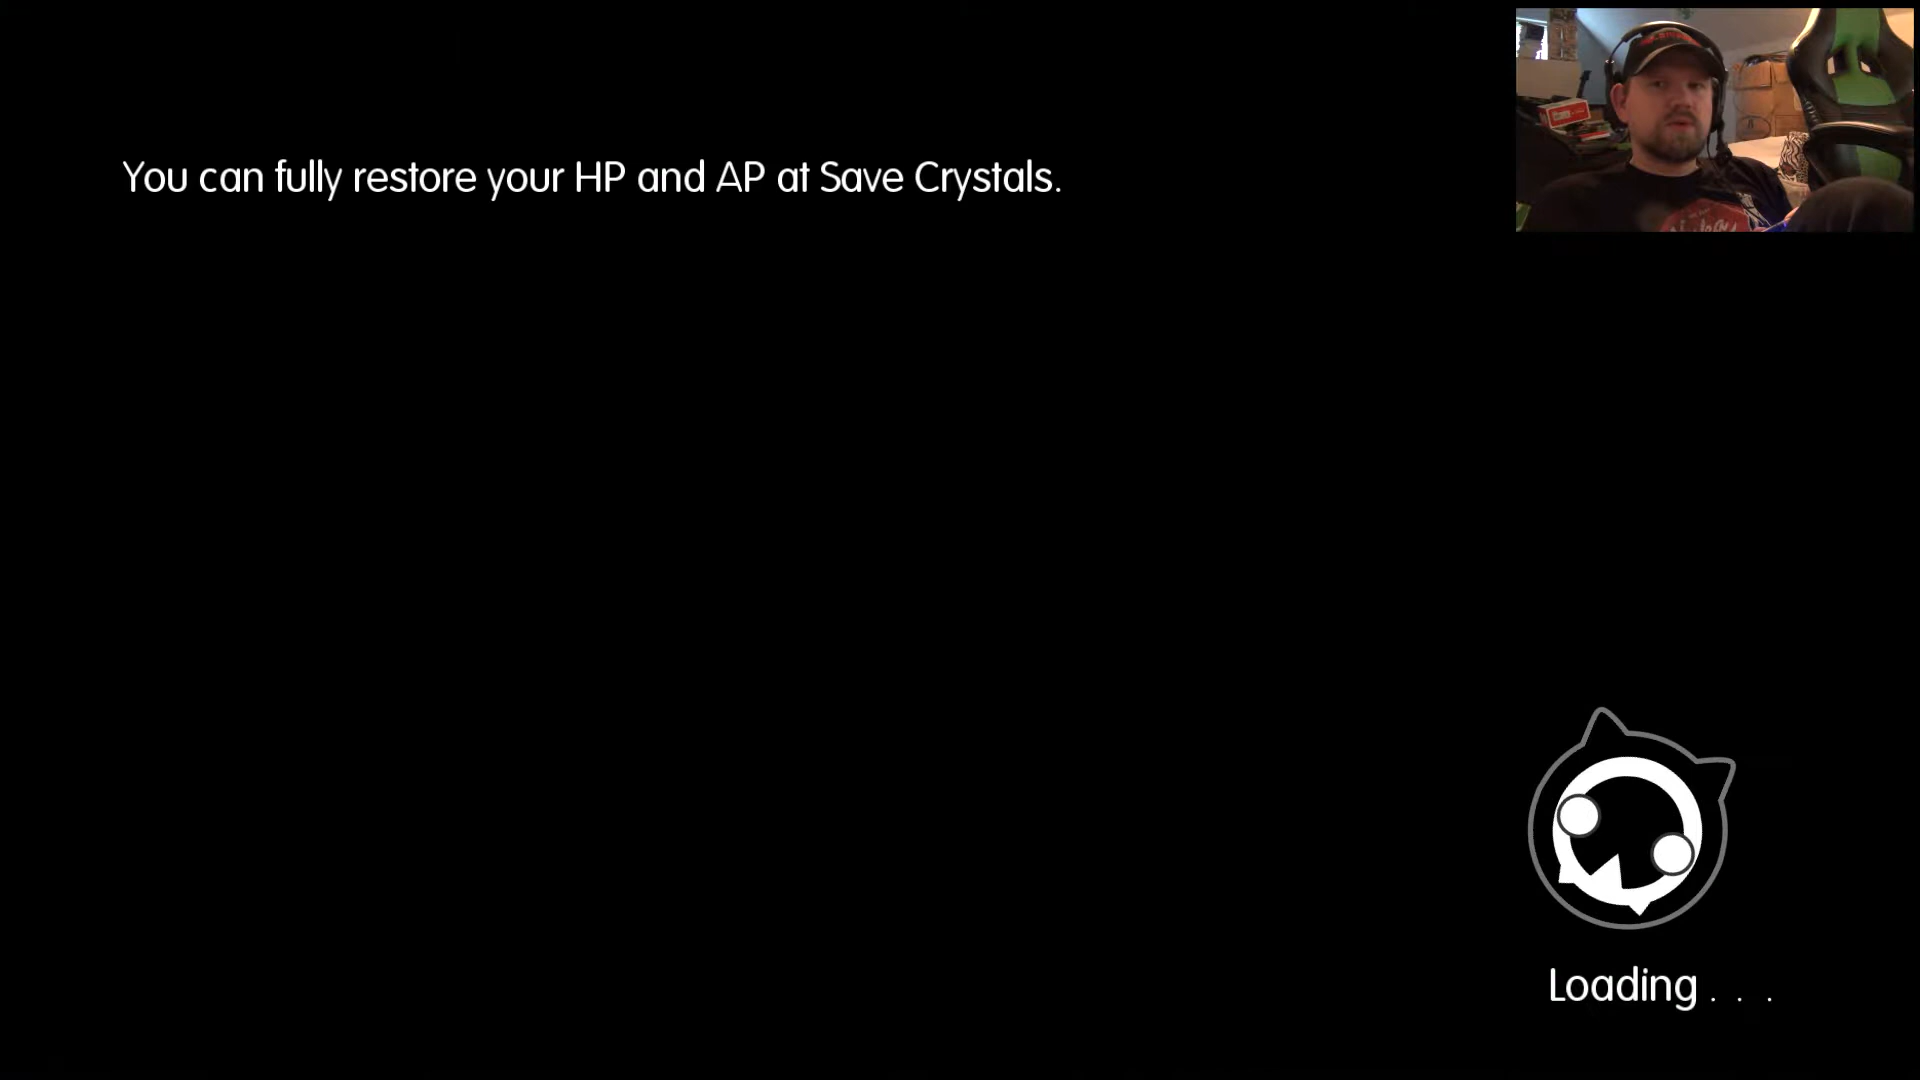 You can fully restore your HP and AP at Save Crystals.
Loading . . .